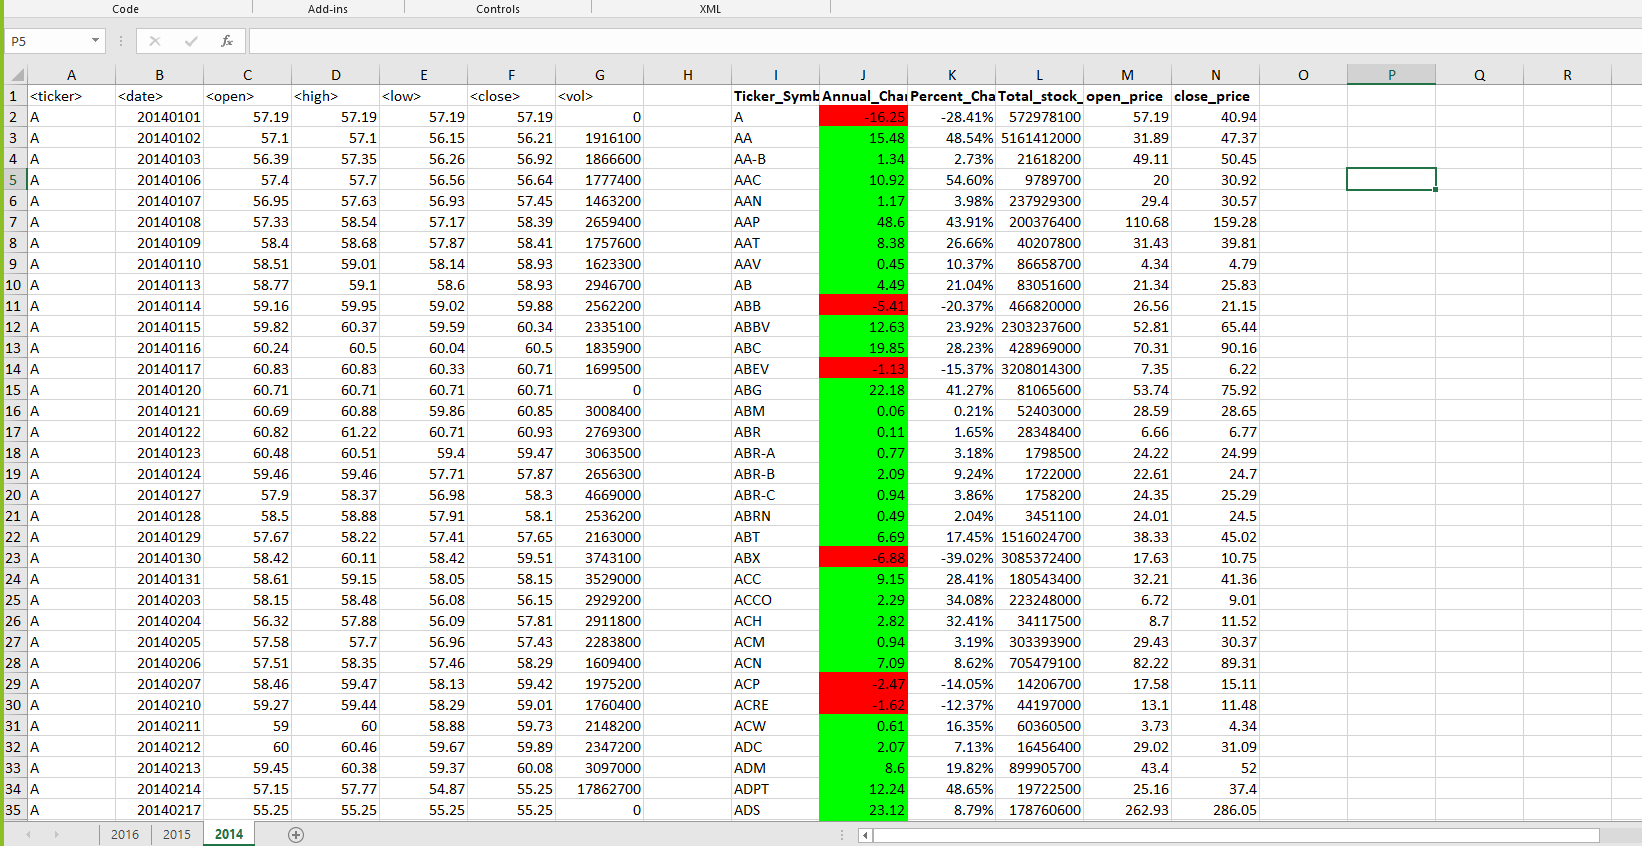 Code Add-ins Controls XML
P5 fx
A B C D E F G H I J K L M N O P Q R
1 <ticker> <date> <open> <high> <low> <close> <vol> Ticker_Symb Annual_Cha Percent_Cha Total_stock_ open_price close_price
2 A 20140101 57.19 57.19 57.19 57.19 0 A -16.25 -28.41% 572978100 57.19 40.94
3 A 20140102 57.1 57.1 56.15 56.21 1916100 AA 15.48 48.54% 5161412000 31.89 47.37
4 A 20140103 56.39 57.35 56.26 56.92 1866600 AA-B 1.34 2.73% 21618200 49.11 50.45
5 A 20140106 57.4 57.7 56.56 56.64 1777400 AAC 10.92 54.60% 9789700 20 30.92
6 A 20140107 56.95 57.63 56.93 57.45 1463200 AAN 1.17 3.98% 237929300 29.4 30.57
7 A 20140108 57.33 58.54 57.17 58.39 2659400 AAP 48.6 43.91% 200376400 110.68 159.28
8 A 20140109 58.4 58.68 57.87 58.41 1757600 AAT 8.38 26.66% 40207800 31.43 39.81
9 A 20140110 58.51 59.01 58.14 58.93 1623300 AAV 0.45 10.37% 86658700 4.34 4.79
10 A 20140113 58.77 59.1 58.6 58.93 2946700 AB 4.49 21.04% 83051600 21.34 25.83
11 A 20140114 59.16 59.95 59.02 59.88 2562200 ABB -5.41 -20.37% 466820000 26.56 21.15
12 A 20140115 59.82 60.37 59.59 60.34 2335100 ABBV 12.63 23.92% 2303237600 52.81 65.44
13 A 20140116 60.24 60.5 60.04 60.5 1835900 ABC 19.85 28.23% 428969000 70.31 90.16
14 A 20140117 60.83 60.83 60.33 60.71 1699500 ABEV -1.13 -15.37% 3208014300 7.35 6.22
15 A 20140120 60.71 60.71 60.71 60.71 0 ABG 22.18 41.27% 81065600 53.74 75.92
16 A 20140121 60.69 60.88 59.86 60.85 3008400 ABM 0.06 0.21% 52403000 28.59 28.65
17 A 20140122 60.82 61.22 60.71 60.93 2769300 ABR 0.11 1.65% 28348400 6.66 6.77
18 A 20140123 60.48 60.51 59.4 59.47 3063500 ABR-A 0.77 3.18% 1798500 24.22 24.99
19 A 20140124 59.46 59.46 57.71 57.87 2656300 ABR-B 2.09 9.24% 1722000 22.61 24.7
20 A 20140127 57.9 58.37 56.98 58.3 4669000 ABR-C 0.94 3.86% 1758200 24.35 25.29
21 A 20140128 58.5 58.88 57.91 58.1 2536200 ABRN 0.49 2.04% 3451100 24.01 24.5
22 A 20140129 57.67 58.22 57.41 57.65 2163000 ABT 6.69 17.45% 1516024700 38.33 45.02
23 A 20140130 58.42 60.11 58.42 59.51 3743100 ABX -6.88 -39.02% 3085372400 17.63 10.75
24 A 20140131 58.61 59.15 58.05 58.15 3529000 ACC 9.15 28.41% 180543400 32.21 41.36
25 A 20140203 58.15 58.48 56.08 56.15 2929200 ACCO 2.29 34.08% 223248000 6.72 9.01
26 A 20140204 56.32 57.88 56.09 57.81 2911800 ACH 2.82 32.41% 34117500 8.7 11.52
27 A 20140205 57.58 57.7 56.96 57.43 2283800 ACM 0.94 3.19% 303393900 29.43 30.37
28 A 20140206 57.51 58.35 57.46 58.29 1609400 ACN 7.09 8.62% 705479100 82.22 89.31
29 A 20140207 58.46 59.47 58.13 59.42 1975200 ACP -2.47 -14.05% 14206700 17.58 15.11
30 A 20140210 59.27 59.44 58.29 59.01 1760400 ACRE -1.62 -12.37% 44197000 13.1 11.48
31 A 20140211 59 60 58.88 59.73 2148200 ACW 0.61 16.35% 60360500 3.73 4.34
32 A 20140212 60 60.46 59.67 59.89 2347200 ADC 2.07 7.13% 16456400 29.02 31.09
33 A 20140213 59.45 60.38 59.37 60.08 3097000 ADM 8.6 19.82% 899905700 43.4 52
34 A 20140214 57.15 57.77 54.87 55.25 17862700 ADPT 12.24 48.65% 19722500 25.16 37.4
35 A 20140217 55.25 55.25 55.25 55.25 0 ADS 23.12 8.79% 178760600 262.93 286.05
2016 2015 2014